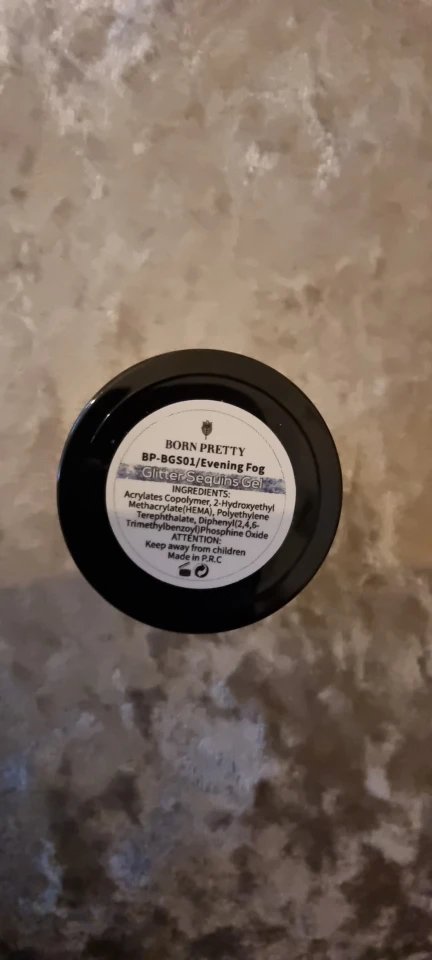 BORN PRETTY
BP-BGS01/Evening Fog
Glitter Sequins Gel
INGREDIENTS:
Acrylates Copolymer, 2-Hydroxyethyl
Methacrylate(HEMA), Polyethylene
Terephthalate, Diphenyl(2,4,6-
Trimethylbenzoyl)Phosphine Oxide
ATTENTION:
Keep away from children
Made in P.R.C